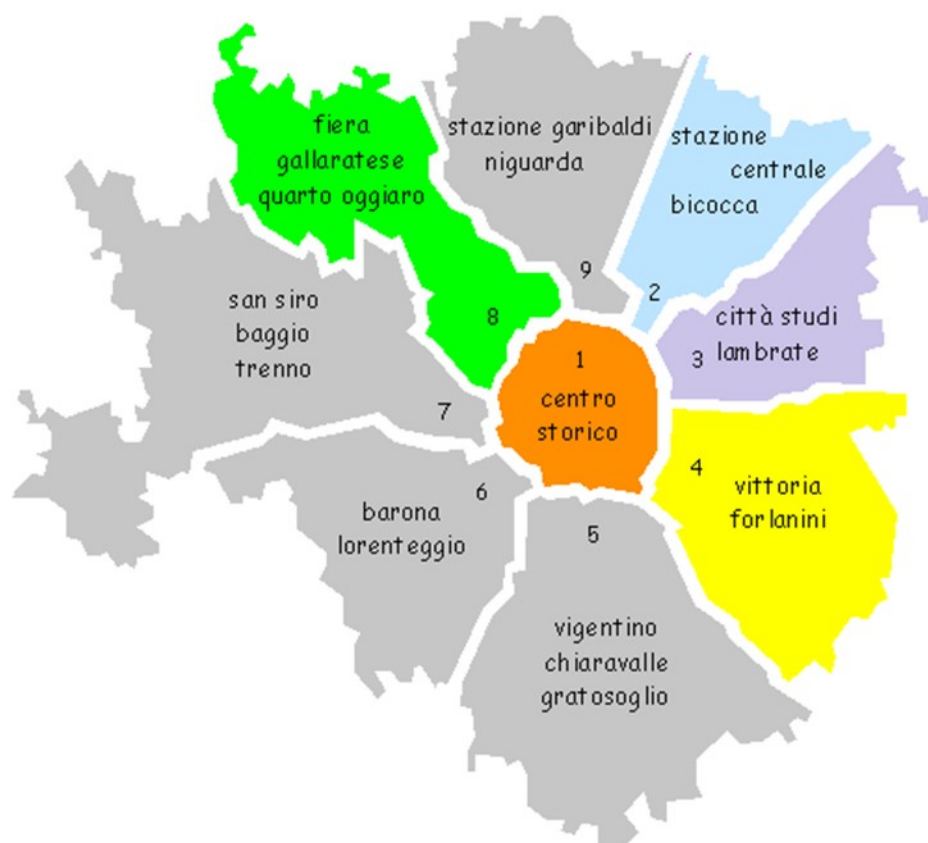 fiera
gallaratese
quarto oggiaro
8
stazione garibaldi
niguarda
9
stazione
centrale
bicocca
2
città studi
lambrate
3
san siro
baggio
trenno
7
1
centro
storico
4
vittoria
forlanini
6
barona
lorenteggio
5
vigentino
chiaravalle
gratosoglio